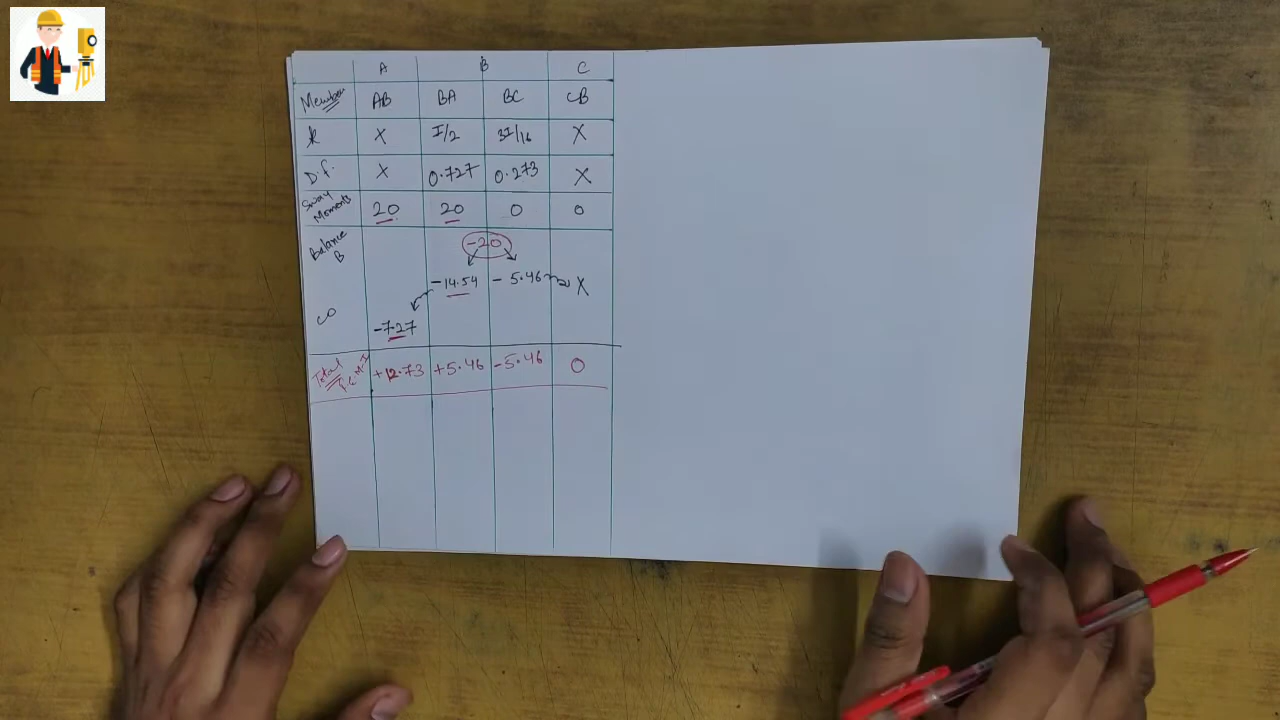 A B C
Member AB BA BC CB
k X I/2 3I/16 X
D.f. X 0.727 0.273 X
Sway Moments 20 20 0 0
Balance B -20
-14.54 -5.46 X
CO -7.27
Total +12.73 +5.46 -5.46 0